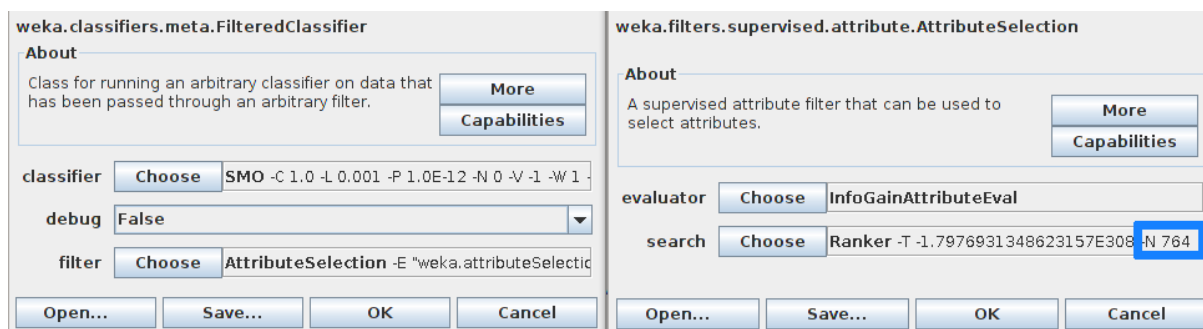 weka.classifiers.meta.FilteredClassifier
About
Class for running an arbitrary classifier on data that
has been passed through an arbitrary filter.
More
Capabilities
classifier Choose SMO -C 1.0 -L 0.001 -P 1.0E-12 -N 0 -V -1 -W 1 -
debug False
filter Choose AttributeSelection -E "weka.attributeSelectic
Open... Save... OK Cancel
weka.filters.supervised.attribute.AttributeSelection
About
A supervised attribute filter that can be used to
select attributes.
More
Capabilities
evaluator Choose InfoGainAttributeEval
search Choose Ranker -T -1.7976931348623157E308 -N 764
Open... Save... OK Cancel